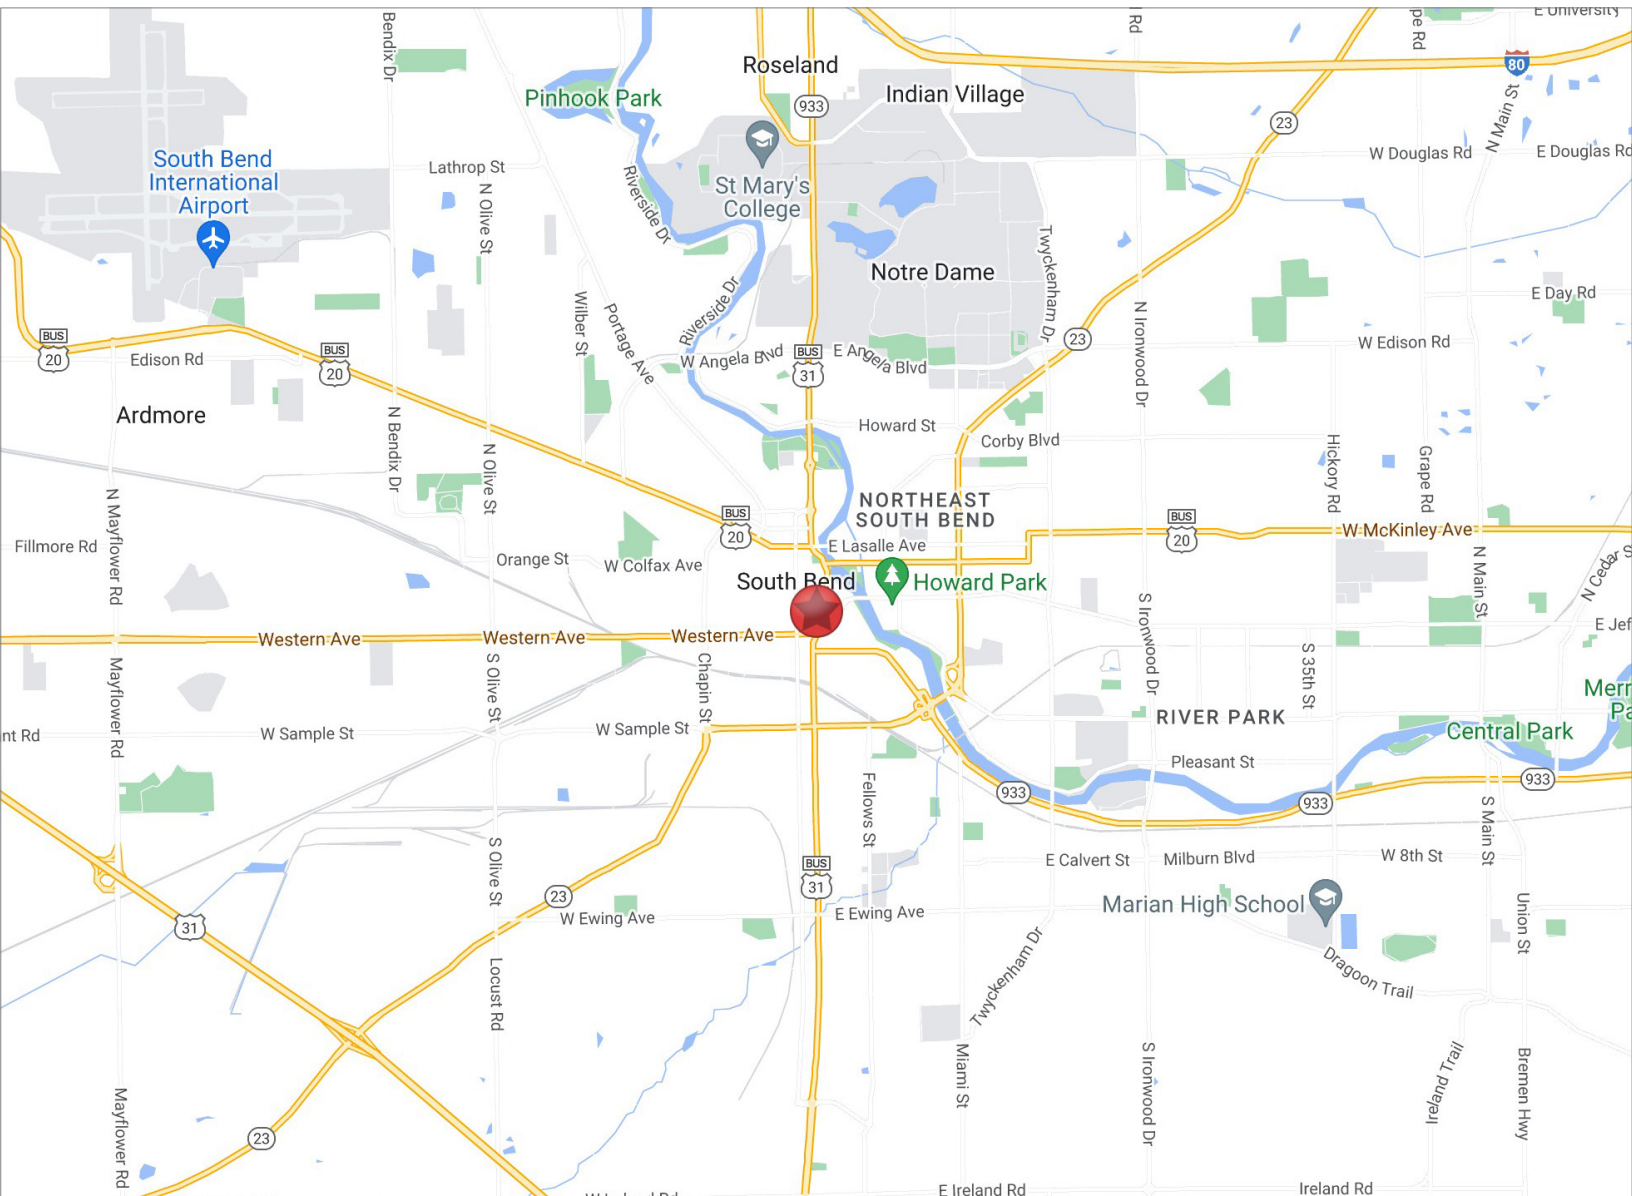 E University
Bendix Dr
Rd
pe Rd
Roseland
80
Indian Village
Pinhook Park
933
N Main St
23
W Douglas Rd
E Douglas Rd
South Bend
International
Airport
Lathrop St
Riverside Dr
St Mary's
College
N Olive St
Twyckenham Dr
Notre Dame
E Day Rd
Riverside Dr
Wilber St
Portage Ave
N Ironwood Dr
BUS
20
BUS
20
Edison Rd
W Angela Blvd
BUS
31
E Angela Blvd
23
W Edison Rd
Ardmore
N Bendix Dr
Howard St
Corby Blvd
Hickory Rd
Grape Rd
N Olive St
N Mayflower Rd
NORTHEAST
SOUTH BEND
BUS
20
BUS
20
W McKinley Ave
Fillmore Rd
Orange St
W Colfax Ave
E Lasalle Ave
N Main St
N Cedar S
South Bend
Howard Park
S Ironwood Dr
E Jef
Western Ave
Western Ave
Western Ave
Mayflower Rd
S Olive St
Chapin St
S 35th St
Merr
Pa
nt Rd
W Sample St
W Sample St
RIVER PARK
Central Park
Pleasant St
933
933
933
Fellows St
S Main St
S Olive St
E Calvert St
Milburn Blvd
W 8th St
BUS
31
23
W Ewing Ave
E Ewing Ave
Marian High School
Union St
31
Twyckenham Dr
Dragoon Trail
Locust Rd
Miami St
S Ironwood Dr
Ireland Trail
Bremen Hwy
Mayflower Rd
23
E Ireland Rd
Ireland Rd